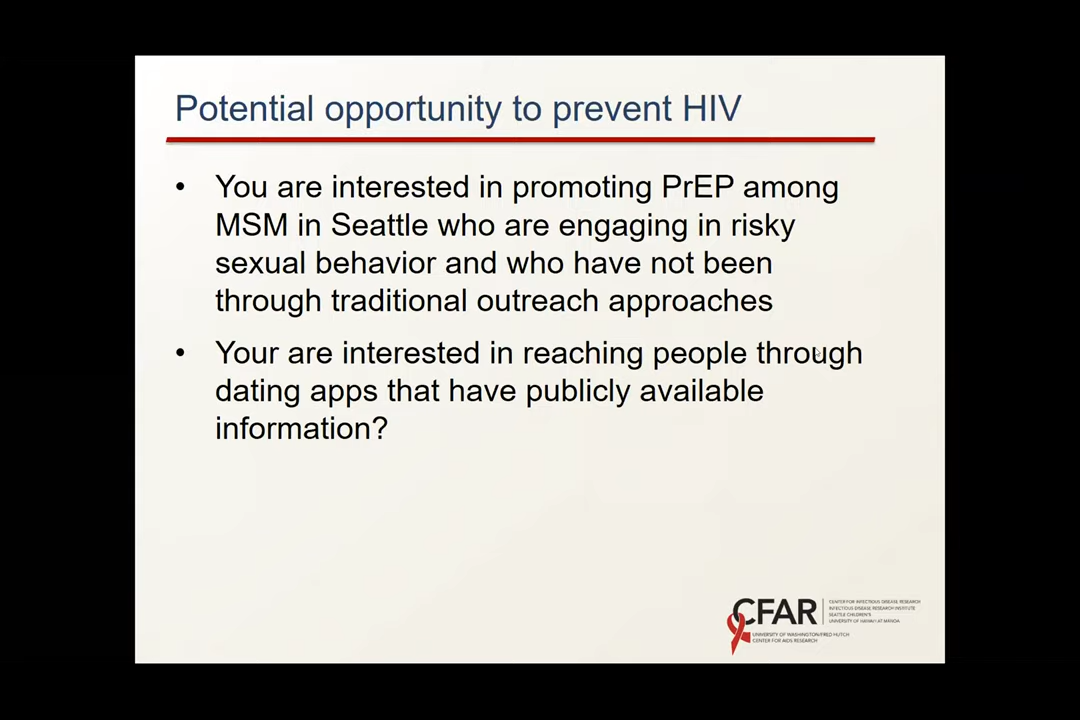 Potential opportunity to prevent HIV
• You are interested in promoting PrEP among
MSM in Seattle who are engaging in risky
sexual behavior and who have not been
through traditional outreach approaches
• Your are interested in reaching people through
dating apps that have publicly available
information?
CFAR
CENTER FOR INFECTIOUS DISEASE RESEARCH
INFECTIOUS DISEASE RESEARCH INSTITUTE
SEATTLE CHILDREN'S
UNIVERSITY OF HAWAI'I AT MĀNOA
UNIVERSITY OF WASHINGTON/FRED HUTCH
CENTER FOR AIDS RESEARCH